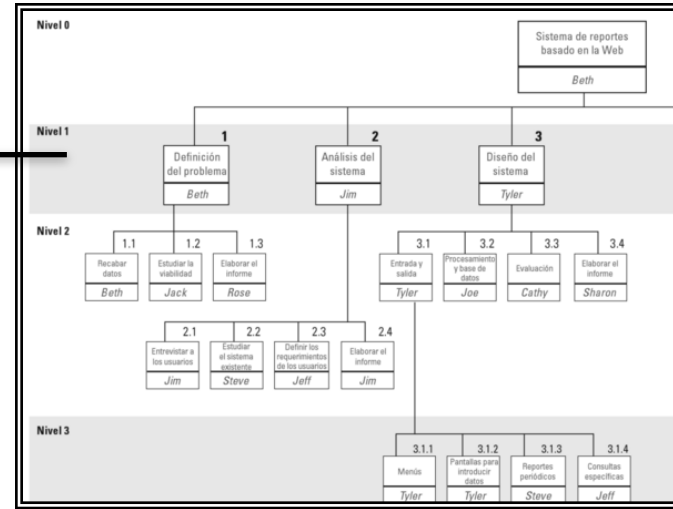 Nivel 0
Sistema de reportes
basado en la Web
Beth
Nivel 1
1
Definición
del problema
Beth
2
Análisis del
sistema
Jim
3
Diseño del
sistema
Tyler
Nivel 2
1.1
Recabar
datos
Beth
1.2
Estudiar la
viabilidad
Jack
1.3
Elaborar el
informe
Rose
3.1
Entrada y
salida
Tyler
3.2
Procesamiento
y base de
datos
Joe
3.3
Evaluación
Cathy
3.4
Elaborar el
informe
Sharon
2.1
Entrevistar a
los usuarios
Jim
2.2
Estudiar
el sistema
existente
Steve
2.3
Definir los
requerimientos
de los usuarios
Jeff
2.4
Elaborar el
informe
Jim
Nivel 3
3.1.1
Menús
Tyler
3.1.2
Pantallas para
introducir
datos
Tyler
3.1.3
Reportes
periódicos
Steve
3.1.4
Consultas
específicas
Jeff